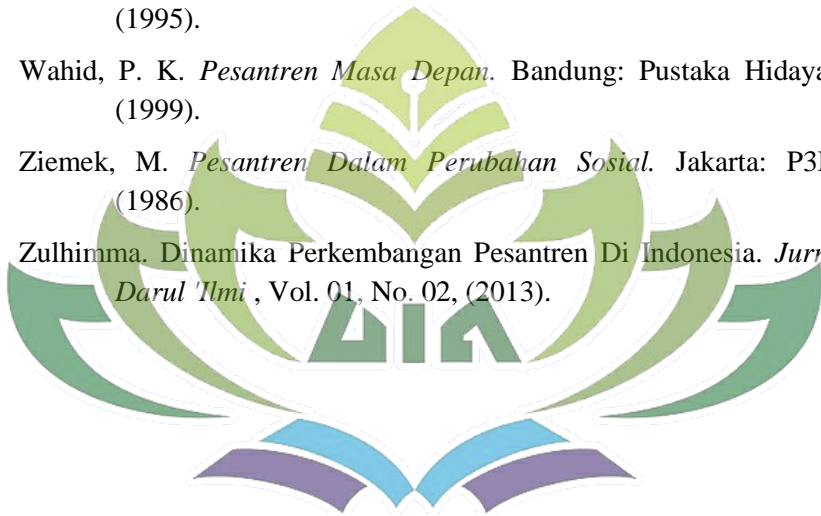 (1995).
Wahid, P. K. Pesantren Masa Depan. Bandung: Pustaka Hidaya
(1999).
Ziemek, M. Pesantren Dalam Perubahan Sosial. Jakarta: P3
(1986).
Zulhimma. Dinamika Perkembangan Pesantren Di Indonesia. Jur
Darul 'Ilmi , Vol. 01, No. 02, (2013).
UIN